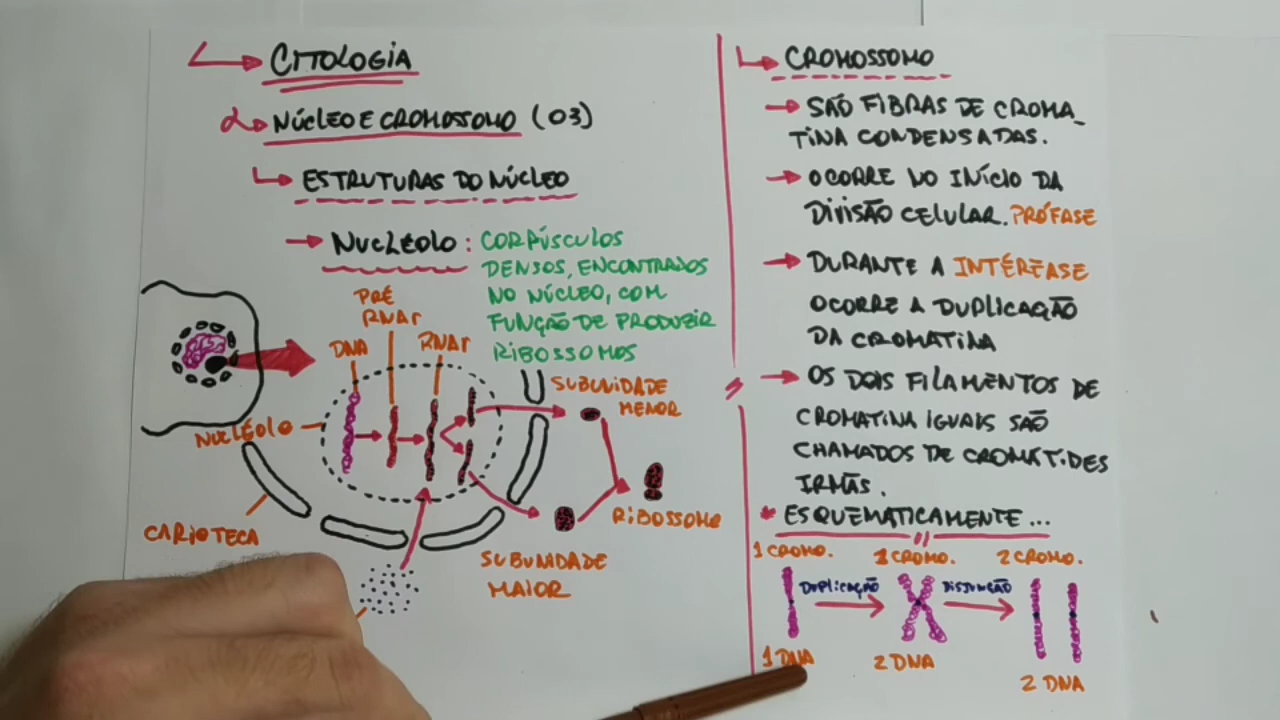 CITOLOGIA
NÚCLEO E CROMOSSOMO (03)
ESTRUTURAS DO NÚCLEO
NUCLÉOLO: CORPÚSCULOS
DENSOS, ENCONTRADOS
NO NÚCLEO, COM
FUNÇÃO DE PRODUZIR
RIBOSSOMOS
PRÉ
RNAr
DNA
RNAr
NUCLÉOLO
CARIOTECA
SUBUNIDADE
MENOR
RIBOSSOMO
SUBUNIDADE
MAIOR
CROMOSSOMO
SÃO FIBRAS DE CROMA_
TINA CONDENSADAS.
OCORRE NO INÍCIO DA
DIVISÃO CELULAR. PRÓFASE
DURANTE A INTÉRFASE
OCORRE A DUPLICAÇÃO
DA CROMATINA
OS DOIS FILAMENTOS DE
CROMATINA IGUAIS SÃO
CHAMADOS DE CROMÁTIDES
IRMÃS.
* ESQUEMATICAMENTE...
1 CROMO. 1 CROMO. 2 CROMO.
DUPLICAÇÃO DISJUNÇÃO
1 DNA 2 DNA 2 DNA